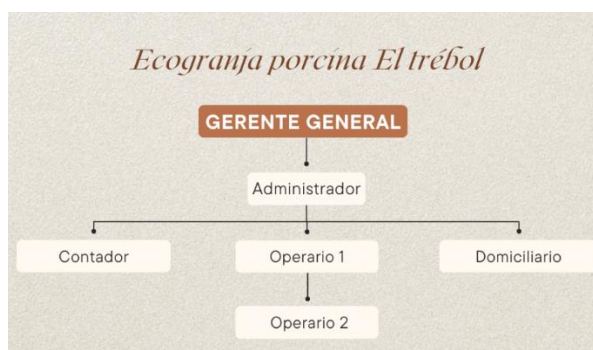 Ecogranja porcina El trébol
GERENTE GENERAL
Administrador
Contador
Operario 1
Domiciliario
Operario 2